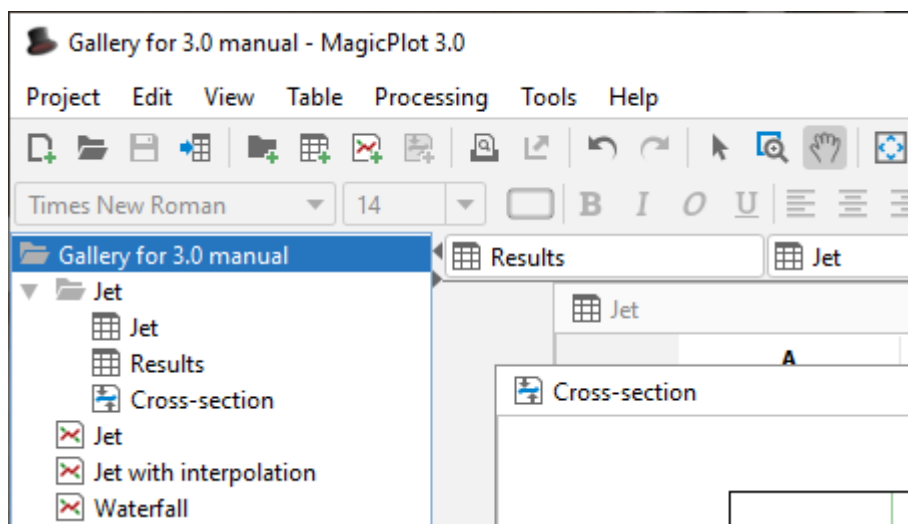 Gallery for 3.0 manual - MagicPlot 3.0
Project Edit View Table Processing Tools Help
Times New Roman 14 B I O U
Gallery for 3.0 manual
Results Jet
Jet
Jet
Jet
A
Results
Cross-section
Cross-section
Jet
Jet with interpolation
Waterfall